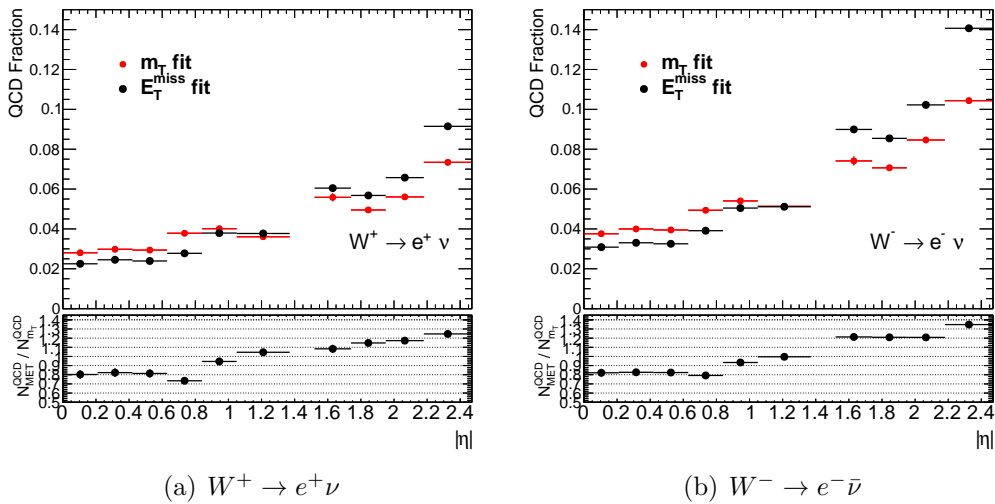 QCD Fraction
0.14
0.12
0.1
0.08
0.06
0.04
0.02
0
m_T fit
E_T^miss fit
W^+ → e^+ ν
N_MET^QCD / N_{m_T}^QCD
1.4
1.3
1.2
1.1
1
0.9
0.8
0.7
0.6
0.5
0 0.2 0.4 0.6 0.8 1 1.2 1.4 1.6 1.8 2 2.2 2.4
|η|
(a) W^+ → e^+ ν
QCD Fraction
0.14
0.12
0.1
0.08
0.06
0.04
0.02
0
m_T fit
E_T^miss fit
W^- → e^- ν
N_MET^QCD / N_{m_T}^QCD
1.4
1.3
1.2
1.1
1
0.9
0.8
0.7
0.6
0.5
0 0.2 0.4 0.6 0.8 1 1.2 1.4 1.6 1.8 2 2.2 2.4
|η|
(b) W^- → e^- ν̄